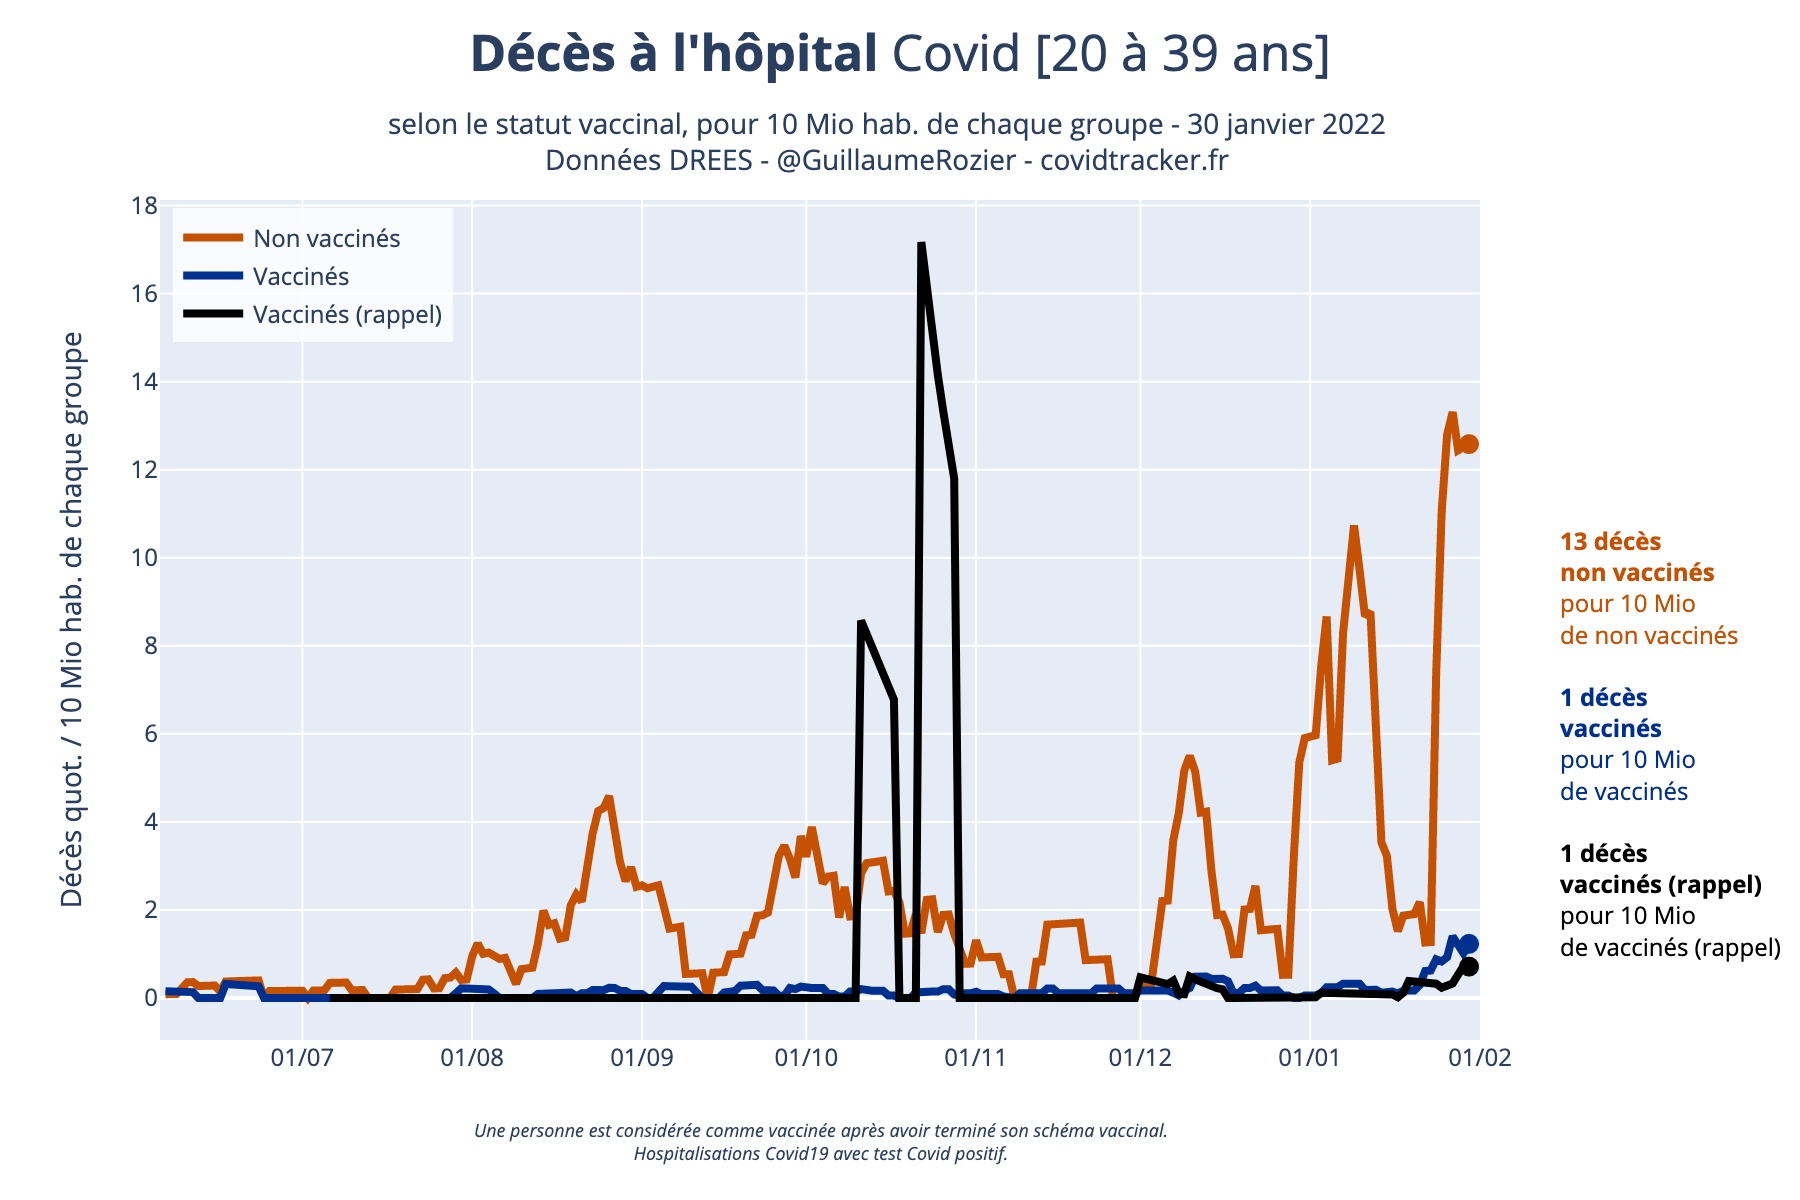 Décès à l'hôpital Covid [20 à 39 ans]
selon le statut vaccinal, pour 10 Mio hab. de chaque groupe - 30 janvier 2022
Données DREES - @GuillaumeRozier - covidtracker.fr
Décès quot. / 10 Mio hab. de chaque groupe
18
16
14
12
10
8
6
4
2
0
Non vaccinés
Vaccinés
Vaccinés (rappel)
01/07
01/08
01/09
01/10
01/11
01/12
01/01
01/02
13 décès
non vaccinés
pour 10 Mio
de non vaccinés
1 décès
vaccinés
pour 10 Mio
de vaccinés
1 décès
vaccinés (rappel)
pour 10 Mio
de vaccinés (rappel)
Une personne est considérée comme vaccinée après avoir terminé son schéma vaccinal.
Hospitalisations Covid19 avec test Covid positif.